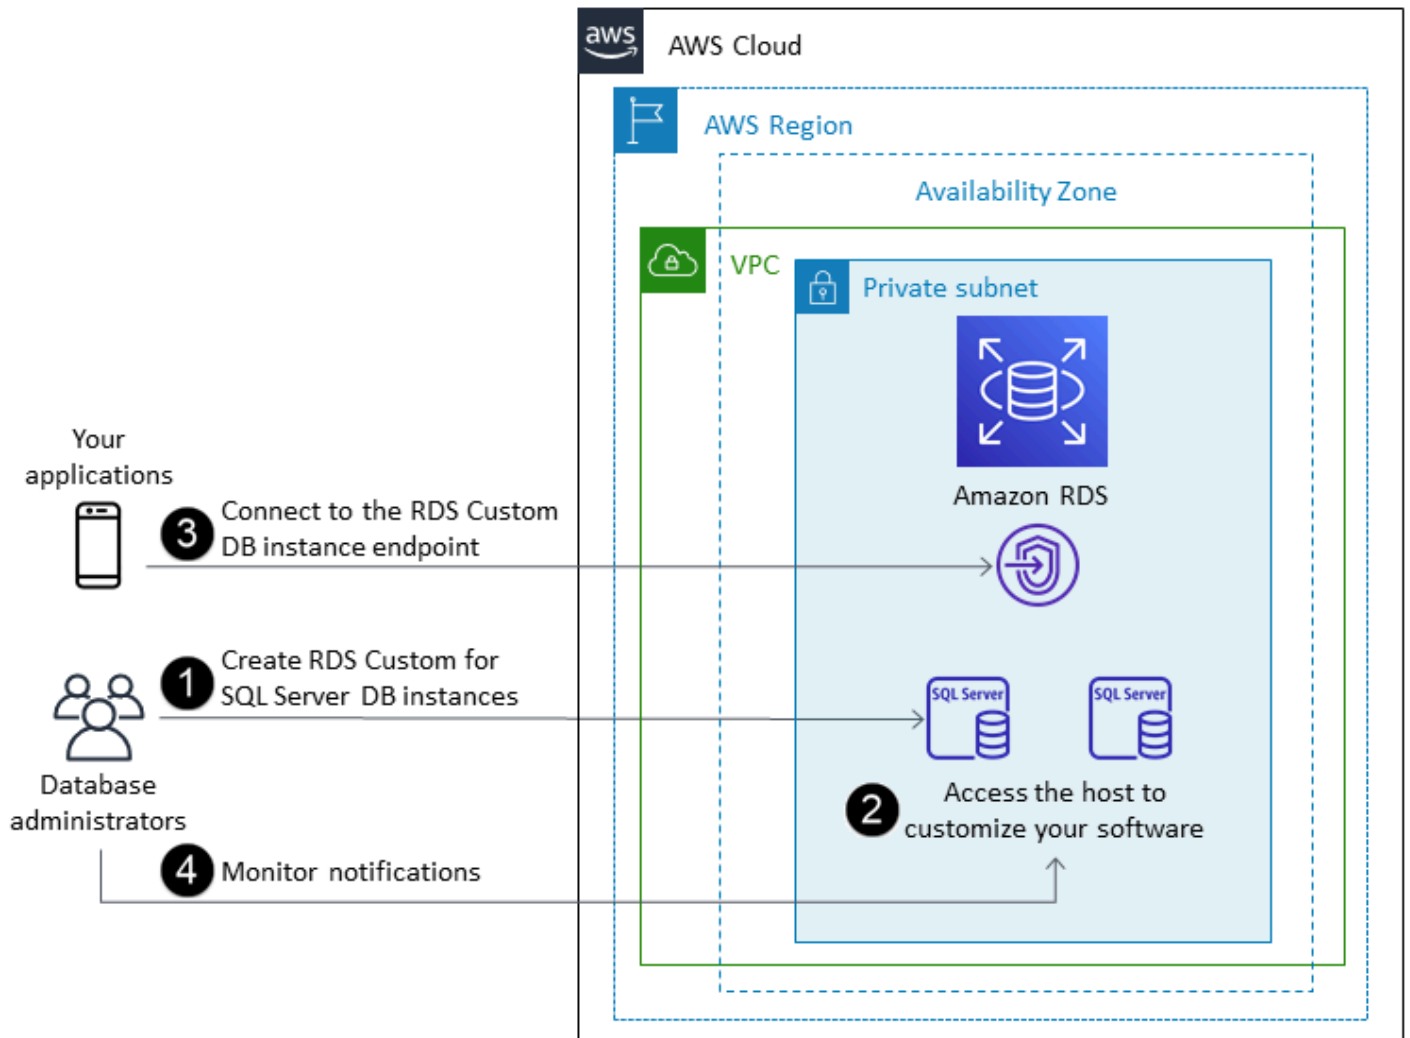 aws
AWS Cloud
AWS Region
Availability Zone
VPC
Private subnet
Amazon RDS
Your
applications
3
Connect to the RDS Custom
DB instance endpoint
1
Create RDS Custom for
SQL Server DB instances
SQL Server
SQL Server
Database
administrators
2
Access the host to
customize your software
4
Monitor notifications